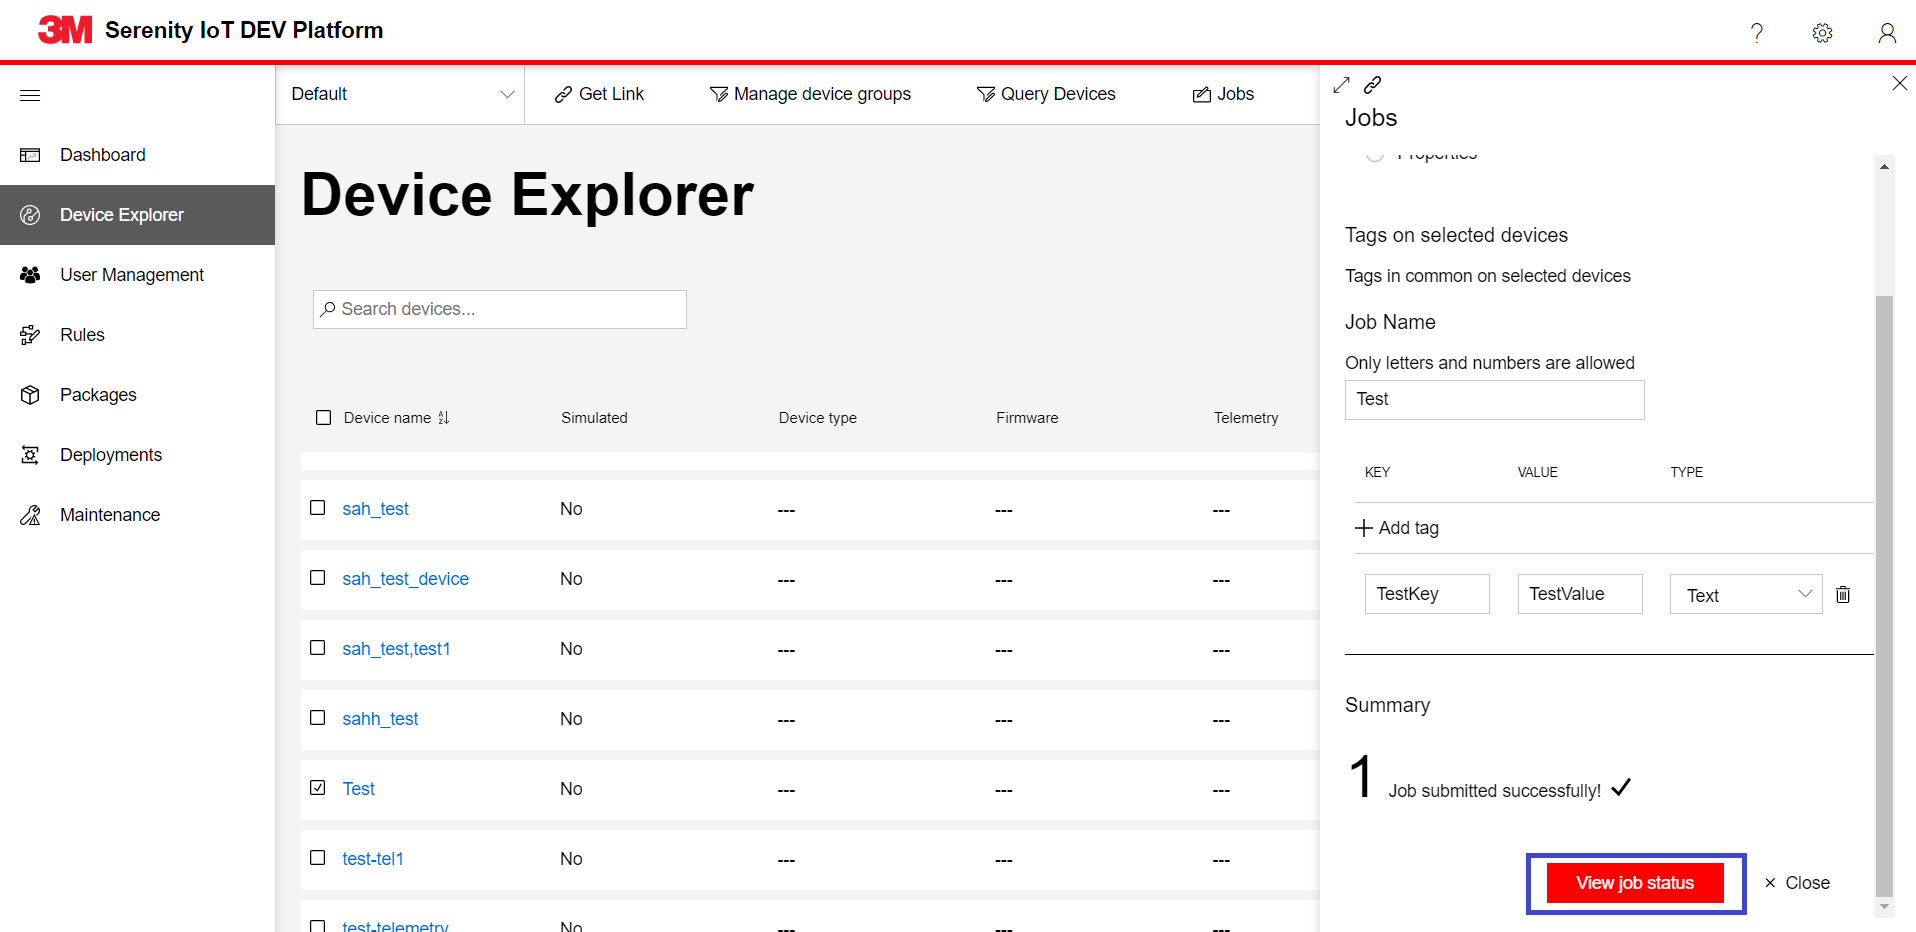 3M Serenity IoT DEV Platform
Default
Get Link
Manage device groups
Query Devices
Jobs
Dashboard
Device Explorer
User Management
Rules
Packages
Deployments
Maintenance
Device Explorer
Search devices...
Device name Simulated Device type Firmware Telemetry
sah_test No --- --- ---
sah_test_device No --- --- ---
sah_test,test1 No --- --- ---
sahh_test No --- --- ---
Test No --- --- ---
test-tel1 No --- --- ---
test-telemetry No --- --- ---
Jobs
Properties
Tags on selected devices
Tags in common on selected devices
Job Name
Only letters and numbers are allowed
Test
KEY VALUE TYPE
Add tag
TestKey TestValue Text
Summary
1 Job submitted successfully!
View job status
Close